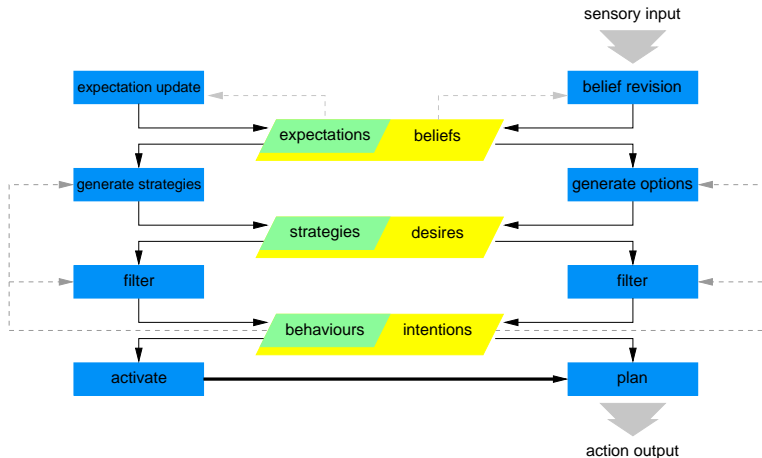 sensory input
expectation update
belief revision
expectations
beliefs
generate strategies
generate options
strategies
desires
filter
filter
behaviours
intentions
activate
plan
action output